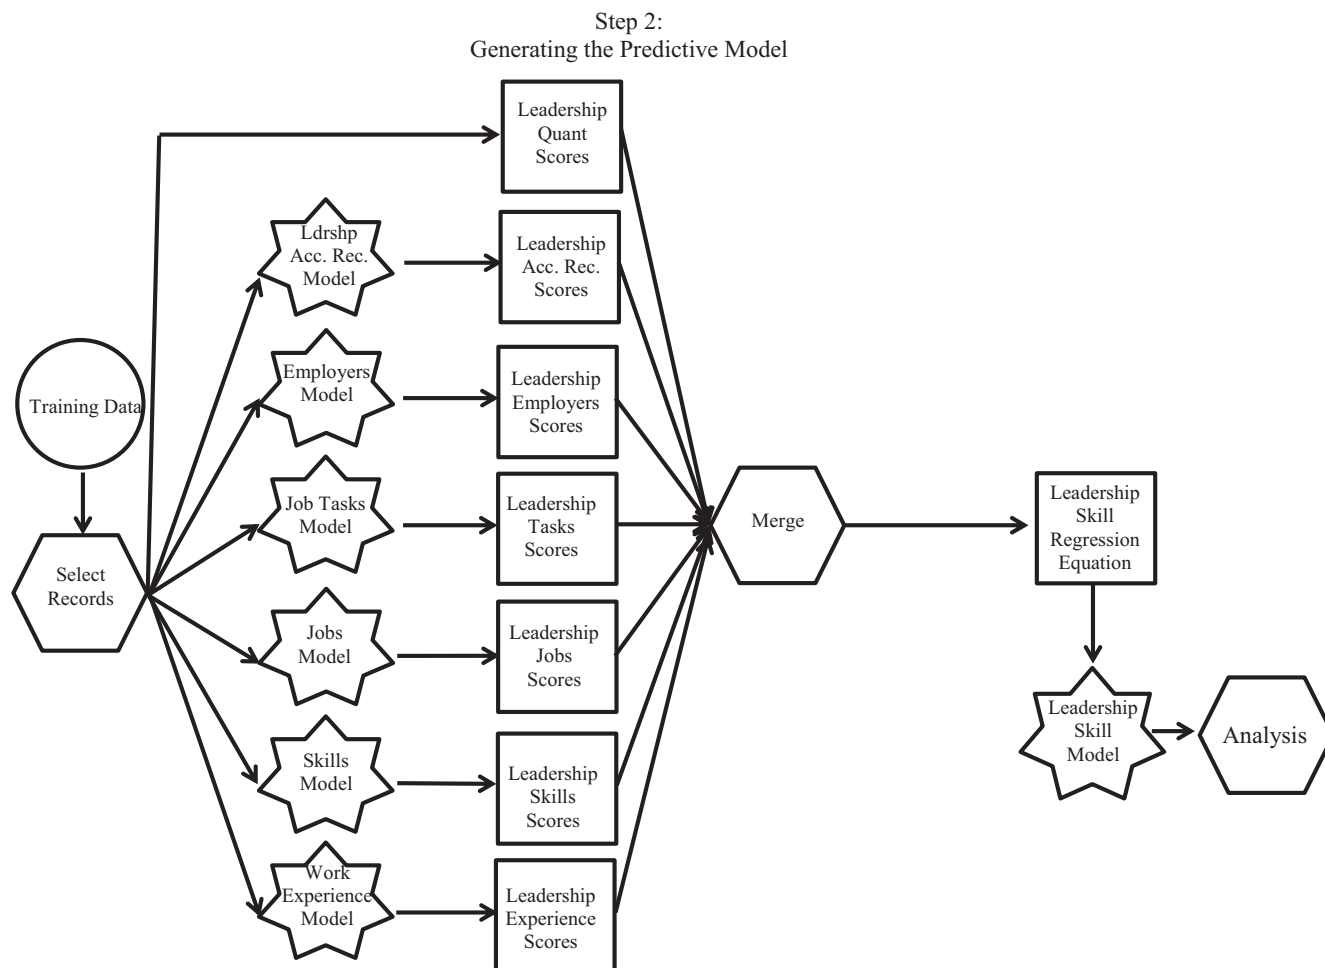 Step 2:
Generating the Predictive Model
Leadership
Quant
Scores
Ldrshp
Acc. Rec.
Model
Leadership
Acc. Rec.
Scores
Training Data
Employers
Model
Leadership
Employers
Scores
Job Tasks
Model
Leadership
Tasks
Scores
Merge
Leadership
Skill
Regression
Equation
Select
Records
Jobs
Model
Leadership
Jobs
Scores
Leadership
Skill
Model
Analysis
Skills
Model
Leadership
Skills
Scores
Work
Experience
Model
Leadership
Experience
Scores